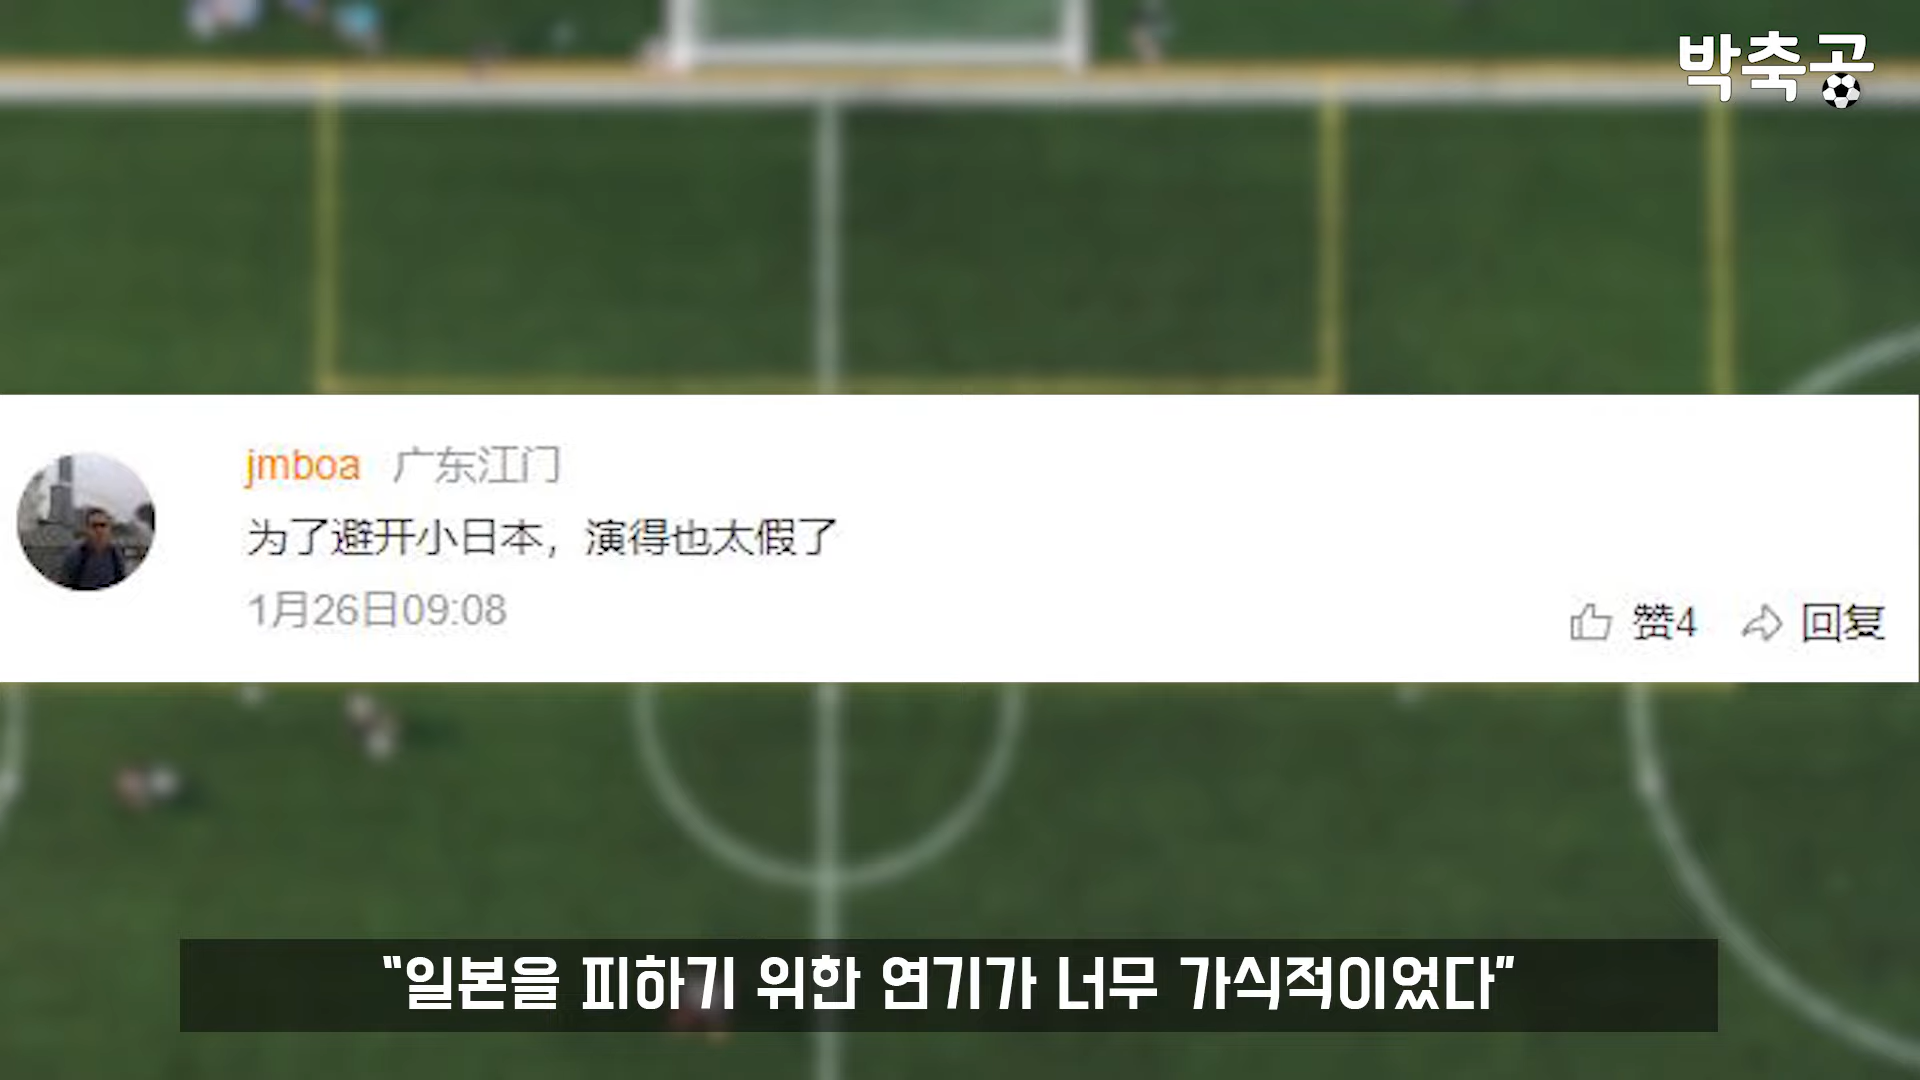 박축공
jmboa 广东江门
为了避开小日本，演得也太假了
1月26日09:08
赞4 回复
“일본을 피하기 위한 연기가 너무 가식적이었다”